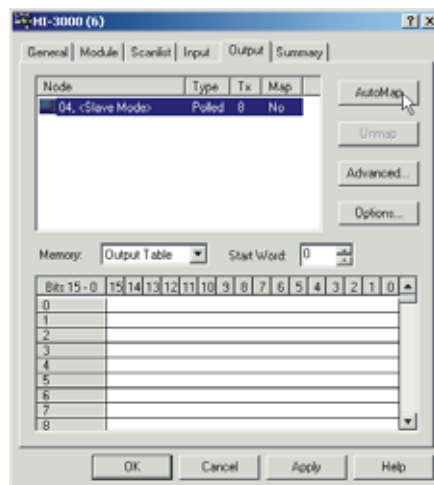 HI-3000 (6)
General Module Scanlist Input Output Summary
Node Type Tx Map
04, <Slave Mode> Polled 8 No
AutoMap
Unmap
Advanced...
Options...
Memory: Output Table Start Word: 0
Bits 15 - 0 15 14 13 12 11 10 9 8 7 6 5 4 3 2 1 0
0
1
2
3
4
5
6
7
8
OK Cancel Apply Help